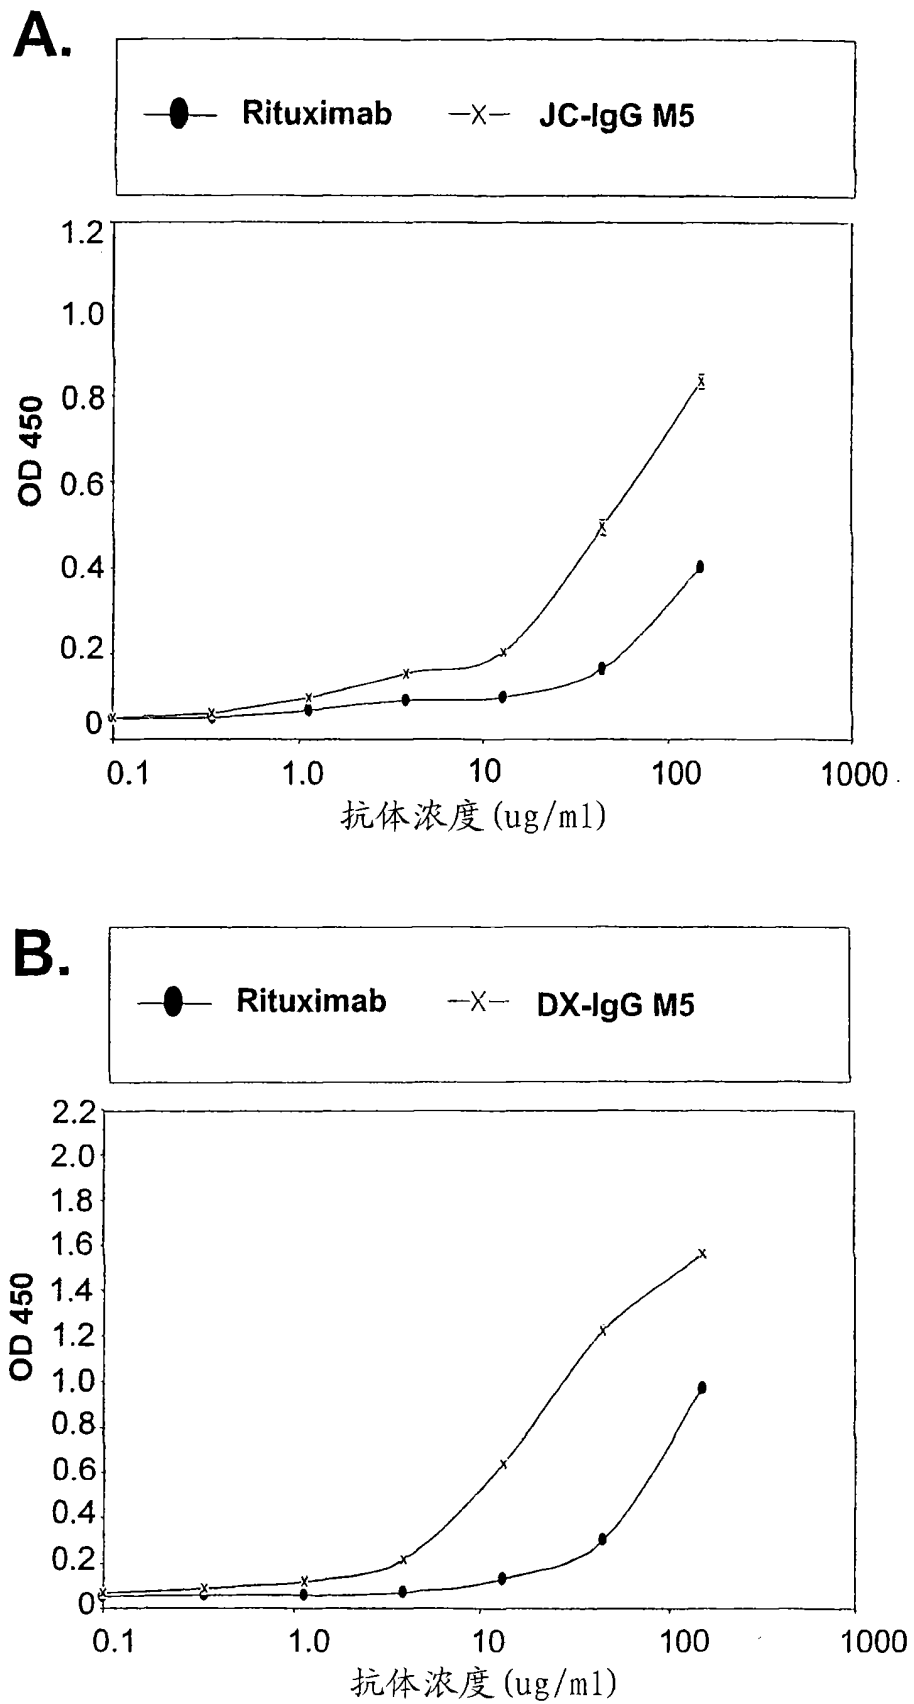 A.
Rituximab JC-IgG M5
1.2
1.0
0.8
0.6
0.4
0.2
0
OD 450
0.1 1.0 10 100 1000
抗体浓度(ug/ml)
B.
Rituximab DX-IgG M5
2.2
2.0
1.8
1.6
1.4
1.2
1.0
0.8
0.6
0.4
0.2
0
OD 450
0.1 1.0 10 100 1000
抗体浓度(ug/ml)